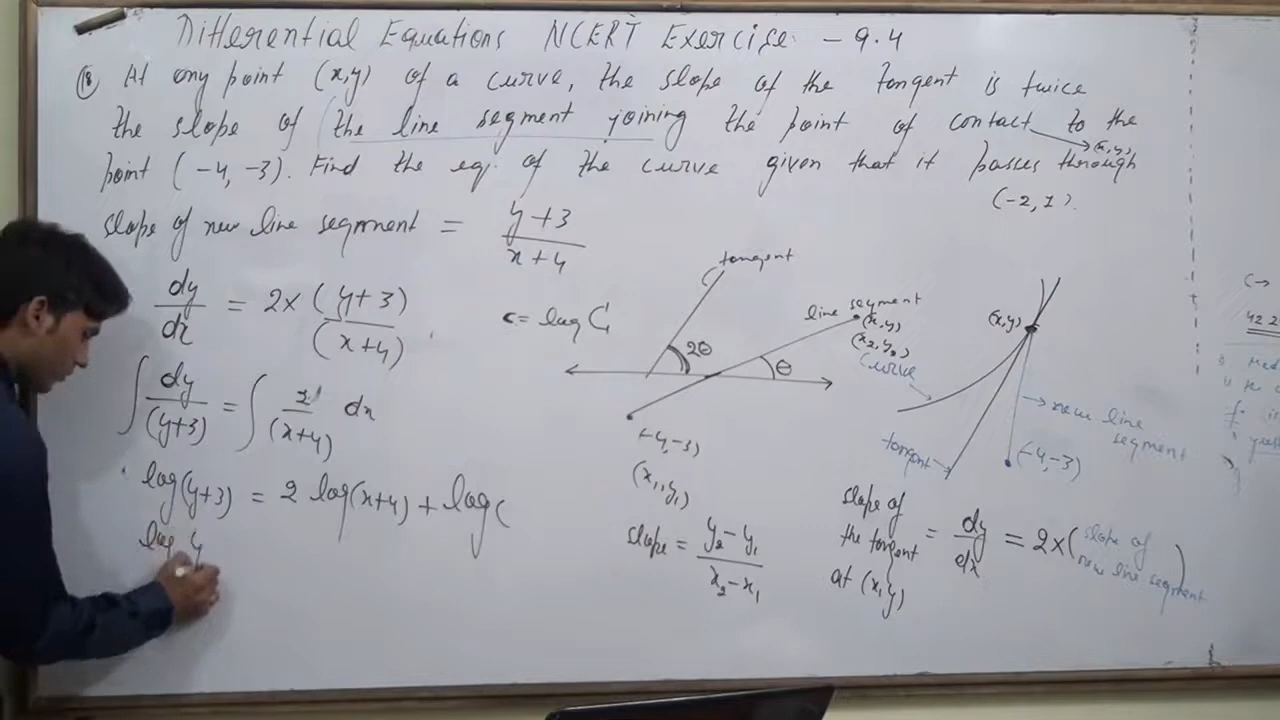 Differential Equations NCERT Exercise - 9.4
(18) At any point (x,y) of a curve, the slope of the tangent is twice
the slope of the line segment joining the point of contact to the
(x,y)
point (-4, -3). Find the eq. of the curve given that it passes through
(-2, 1).
slope of new line segment = y+3 / x+4
dy/dx = 2x (y+3)/(x+4)
c = log C₁
∫ dy/(y+3) = ∫ 2/(x+4) dx
log(y+3) = 2 log(x+4) + log C
log y
tangent
2θ
θ
line segment
(x,y)
(x₂,y₂)
(-4,-3)
(x₁,y₁)
slope = y₂-y₁ / x₂-x₁
(x,y)
curve
tangent
new line
segment
(-4,-3)
slope of
the tangent
at (x,y)
= dy/dx = 2x (slope of
new line segment)
C→